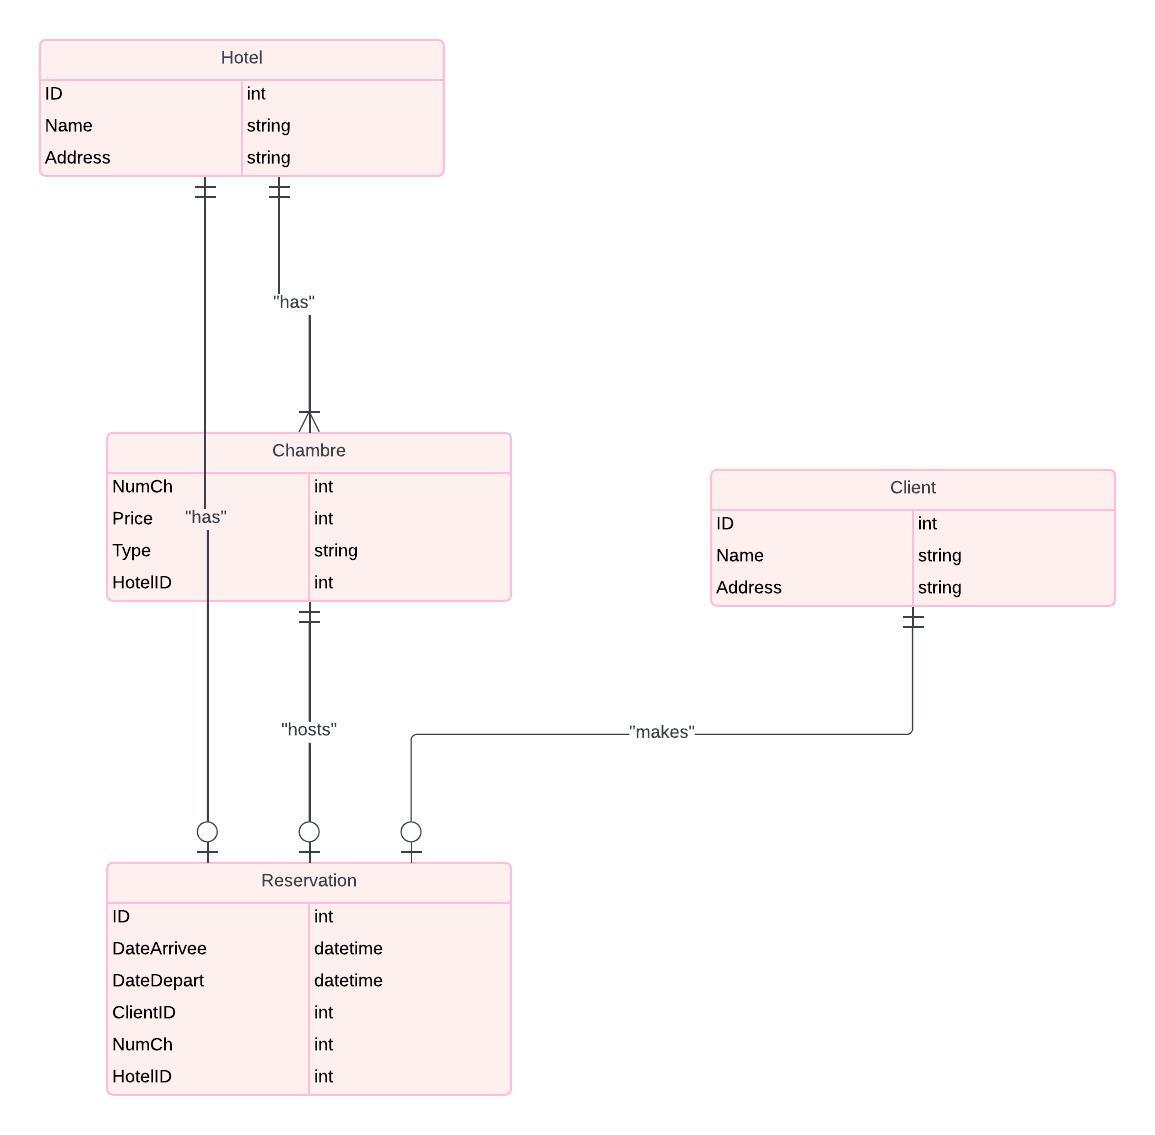 Hotel
ID int
Name string
Address string
"has"
Chambre
NumCh int
Price int
"has"
Type string
HotelID int
Client
ID int
Name string
Address string
"hosts"
"makes"
Reservation
ID int
DateArrivee datetime
DateDepart datetime
ClientID int
NumCh int
HotelID int